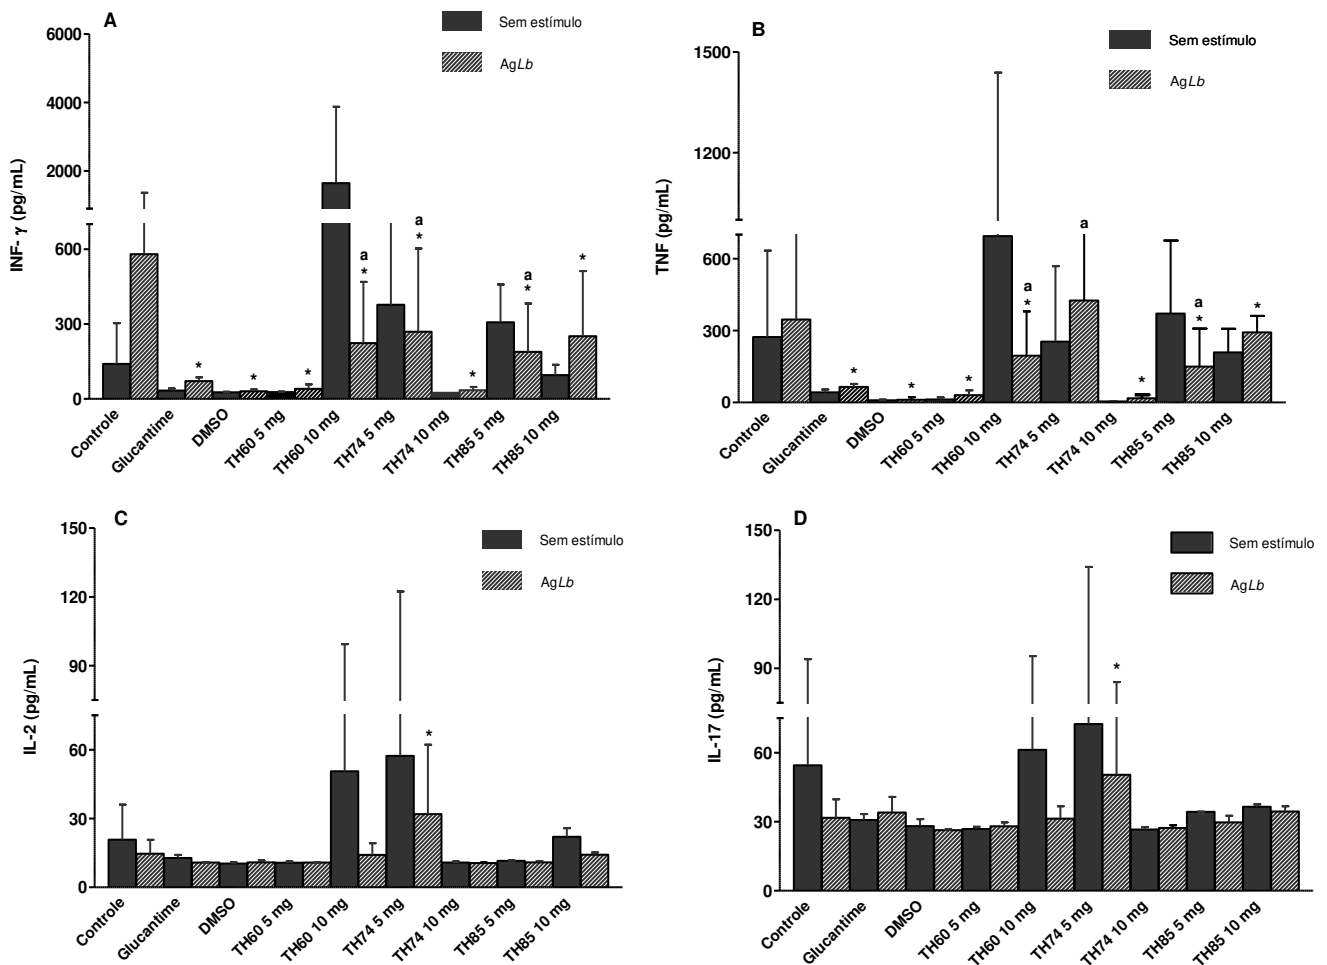 A
Sem estímulo
AgLb
INF- γ (pg/mL)
6000
4000
2000
600
300
0
a
*
a
*
a
*
*
*
*
*
*
Controle
Glucantime
DMSO
TH60 5 mg
TH60 10 mg
TH74 5 mg
TH74 10 mg
TH85 5 mg
TH85 10 mg
B
Sem estímulo
AgLb
TNF (pg/mL)
1500
1200
600
300
0
*
*
*
a
*
a
*
a
*
*
Controle
Glucantime
DMSO
TH60 5 mg
TH60 10 mg
TH74 5 mg
TH74 10 mg
TH85 5 mg
TH85 10 mg
C
Sem estímulo
AgLb
IL-2 (pg/mL)
150
120
90
60
30
0
*
Controle
Glucantime
DMSO
TH60 5 mg
TH60 10 mg
TH74 5 mg
TH74 10 mg
TH85 5 mg
TH85 10 mg
D
Sem estímulo
AgLb
IL-17 (pg/mL)
150
120
90
60
30
0
*
Controle
Glucantime
DMSO
TH60 5 mg
TH60 10 mg
TH74 5 mg
TH74 10 mg
TH85 5 mg
TH85 10 mg